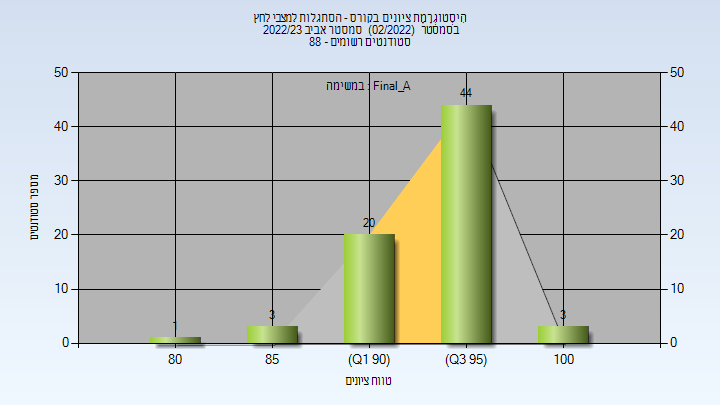 היסטוגרמת ציונים בקורס - הסתגלות למצבי לחץ
בסמסטר (02/2022) סמסטר אביב 2022/23
סטודנטים רשומים - 88
במשימה : Final_A
50 50
44
40 40
30 30
20
20 20
10 10
3 3
1
0 0
80 85 (Q1 90) (Q3 95) 100
מספר סטודנטים
טווח ציונים